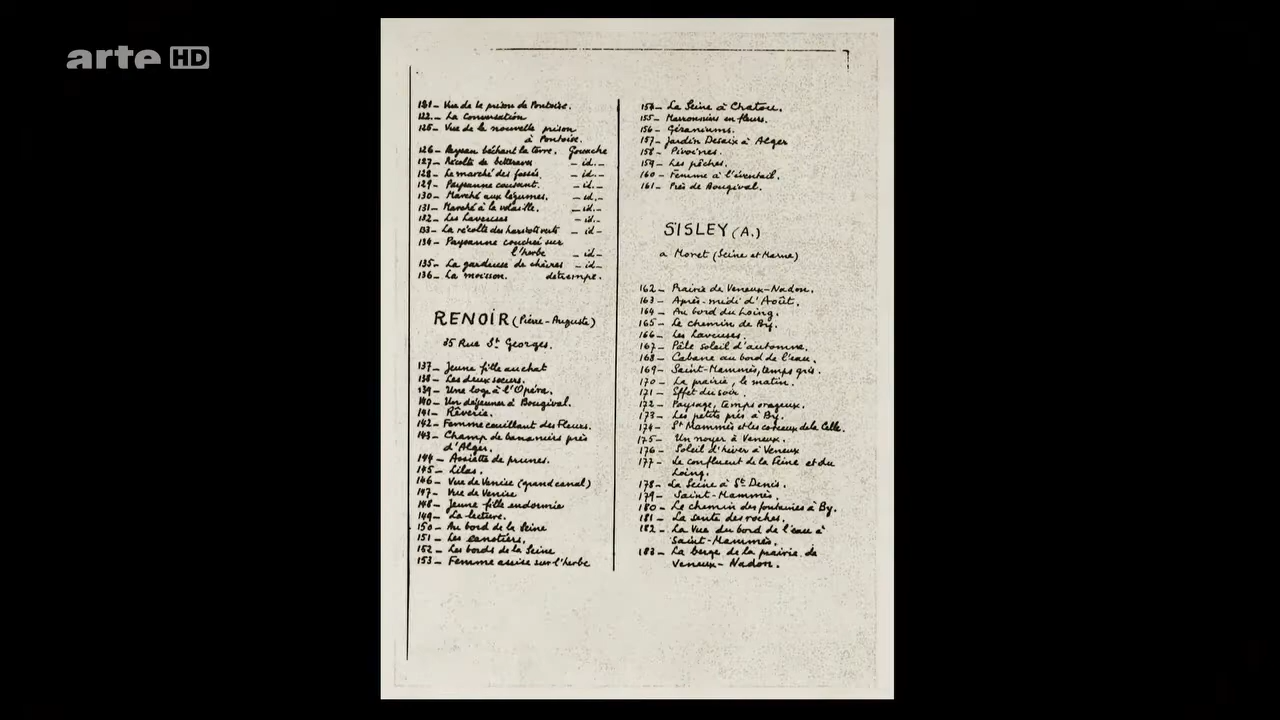 arte HD
121- Vue de la prison de Pontoise.
122.- La conversation
125- Vue de la nouvelle prison
à Pontoise.
126- Paysan bêchant la terre. Gouache
127- Récolte de betteraves -id.-
128- Le marché des fossés. -id.-
129- Paysanne cousant. -id.-
130- Marché aux légumes. -id.-
131- Marché à la volaille. -id.-
132- Les Laveuses -id-
133- La récolte des haricots verts -id-
134- Paysanne couchée sur
l'herbe -id-
135- La gardeuse de chèvres -id-
136- La moisson. détrempe.
RENOIR (Pierre-Auguste)
35 Rue St Georges.
137- Jeune fille au chat
138- Les deux soeurs.
139- Une loge à l'Opéra.
140- Un déjeuner à Bougival.
141- Rêverie.
142- Femme cueillant des Fleurs.
143- Champ de bananiers près
d'Alger.
144- Assiette de prunes.
145- Lilas.
146- Vue de Venise (grand canal)
147- Vue de Venise
148- Jeune fille endormie
149- La lecture.
150- Au bord de la Seine
151- Les canotiers.
152- Les bords de la Seine
153- Femme assise sur l'herbe
154- La Seine à Chatou.
155- Marronniers en fleurs.
156- Géraniums.
157- Jardin Desaix à Alger
158- Pivoines.
159- Les pêches.
160- Femme à l'éventail.
161- Près de Bougival.
SISLEY (A.)
a Moret (Seine et Marne)
162- Prairie de Veneux-Nadon.
163- Après-midi d'Août.
164- Au bord du Loing.
165- Le chemin de By.
166- Les Laveuses.
167- Pâle soleil d'automne.
168- Cabane au bord de l'eau.
169- Saint-Mammès, temps gris.
170- La prairie, le matin.
171- Effet du soir.
172- Paysage, temps orageux.
173- Les petits prés à By.
174- St Mammès et les coteaux de la Celle.
175- Un noyer à Veneux.
176- Soleil d'hiver à Veneux
177- Le confluent de la Seine et du
Loing.
178- La Seine à St Denis.
179- Saint-Mammès.
180- Le chemin des fontaines à By.
181- La sente des roches.
182- La Vue du bord de l'eau à
Saint-Mammès.
183- La berge de la prairie de
Veneux-Nadon.